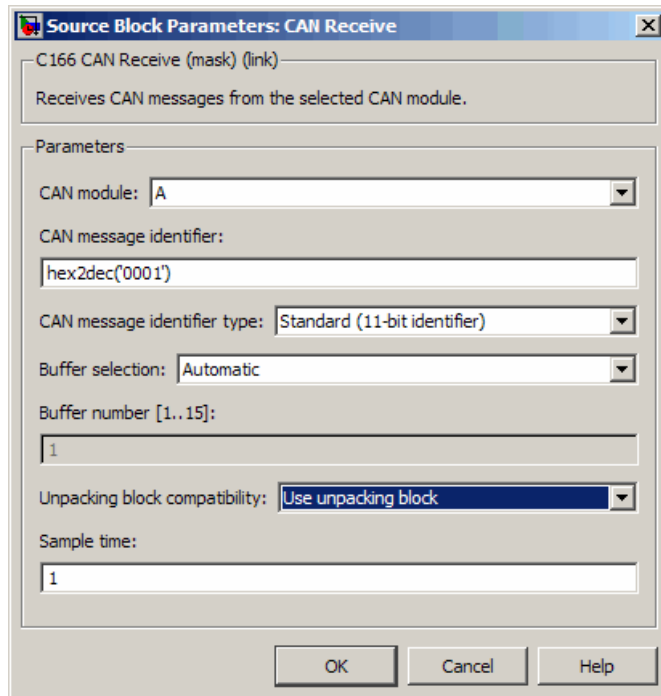 Source Block Parameters: CAN Receive
C166 CAN Receive (mask) (link)
Receives CAN messages from the selected CAN module.
Parameters
CAN module: A
CAN message identifier:
hex2dec('0001')
CAN message identifier type: Standard (11-bit identifier)
Buffer selection: Automatic
Buffer number [1..15]:
1
Unpacking block compatibility: Use unpacking block
Sample time:
1
OK Cancel Help